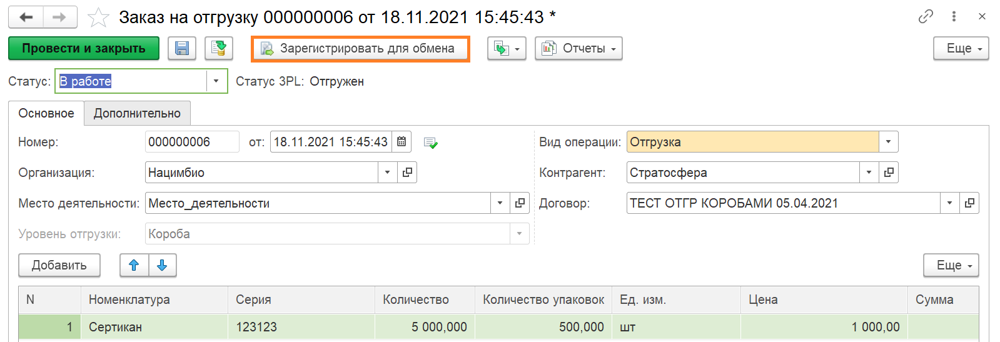 Заказ на отгрузку 000000006 от 18.11.2021 15:45:43 *
Провести и закрыть Зарегистрировать для обмена Отчеты Еще
Статус: В работе Статус 3PL: Отгружен
Основное Дополнительно
Номер: 000000006 от: 18.11.2021 15:45:43 Вид операции: Отгрузка
Организация: Нацимбио Контрагент: Стратосфера
Место деятельности: Место_деятельности Договор: ТЕСТ ОТГР КОРОБАМИ 05.04.2021
Уровень отгрузки: Короба
Добавить Еще
N Номенклатура Серия Количество Количество упаковок Ед. изм. Цена Сумма
1 Сертикан 123123 5 000,000 500,000 шт 1 000,00